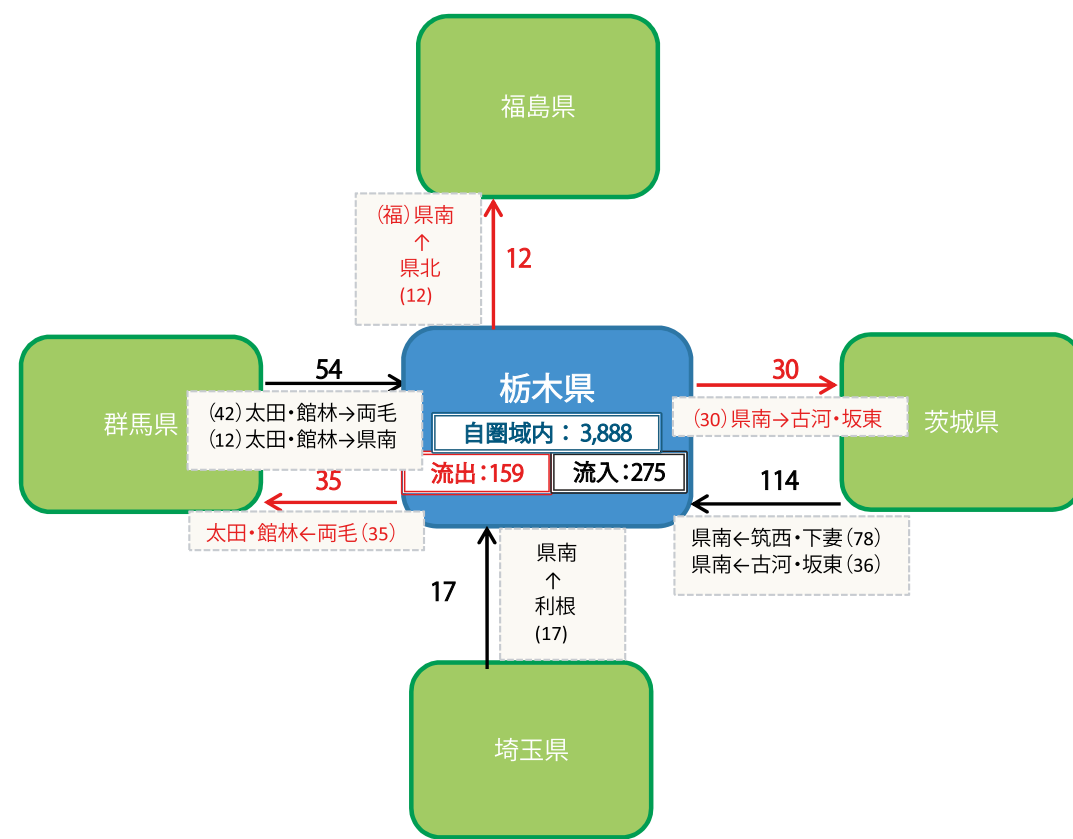 福島県
(福)県南
↑
県北
(12)
12
54
群馬県
(42)太田・館林→両毛
(12)太田・館林→県南
35
太田・館林←両毛(35)
栃木県
自圏域内：3,888
流出:159
流入:275
30
(30)県南→古河・坂東
茨城県
114
県南←筑西・下妻(78)
県南←古河・坂東(36)
17
県南
↑
利根
(17)
埼玉県